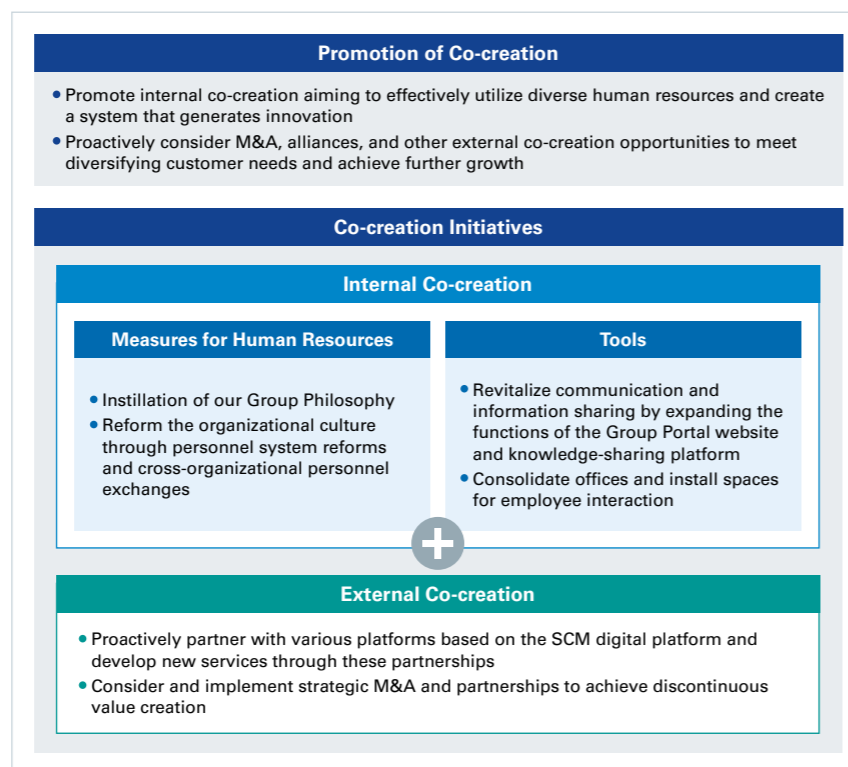 Promotion of Co-creation
• Promote internal co-creation aiming to effectively utilize diverse human resources and create
a system that generates innovation
• Proactively consider M&A, alliances, and other external co-creation opportunities to meet
diversifying customer needs and achieve further growth
Co-creation Initiatives
Internal Co-creation
Measures for Human Resources
• Instillation of our Group Philosophy
• Reform the organizational culture
through personnel system reforms
and cross-organizational personnel
exchanges
Tools
• Revitalize communication and
information sharing by expanding the
functions of the Group Portal website
and knowledge-sharing platform
• Consolidate offices and install spaces
for employee interaction
+
External Co-creation
• Proactively partner with various platforms based on the SCM digital platform and
develop new services through these partnerships
• Consider and implement strategic M&A and partnerships to achieve discontinuous
value creation